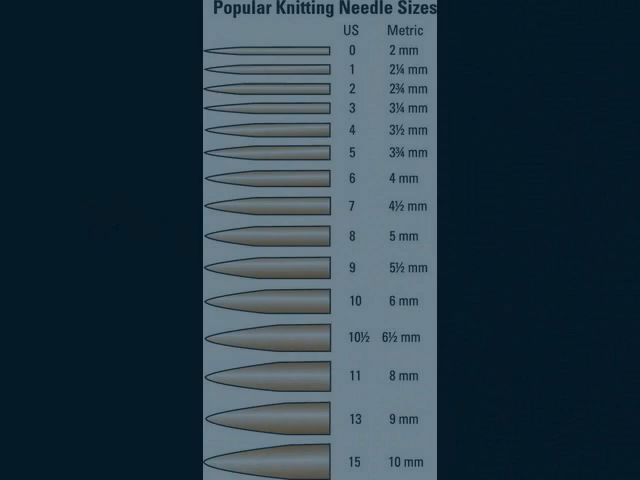 Popular Knitting Needle Sizes
US Metric
0 2 mm
1 2¼ mm
2 2¾ mm
3 3¼ mm
4 3½ mm
5 3¾ mm
6 4 mm
7 4½ mm
8 5 mm
9 5½ mm
10 6 mm
10½ 6½ mm
11 8 mm
13 9 mm
15 10 mm